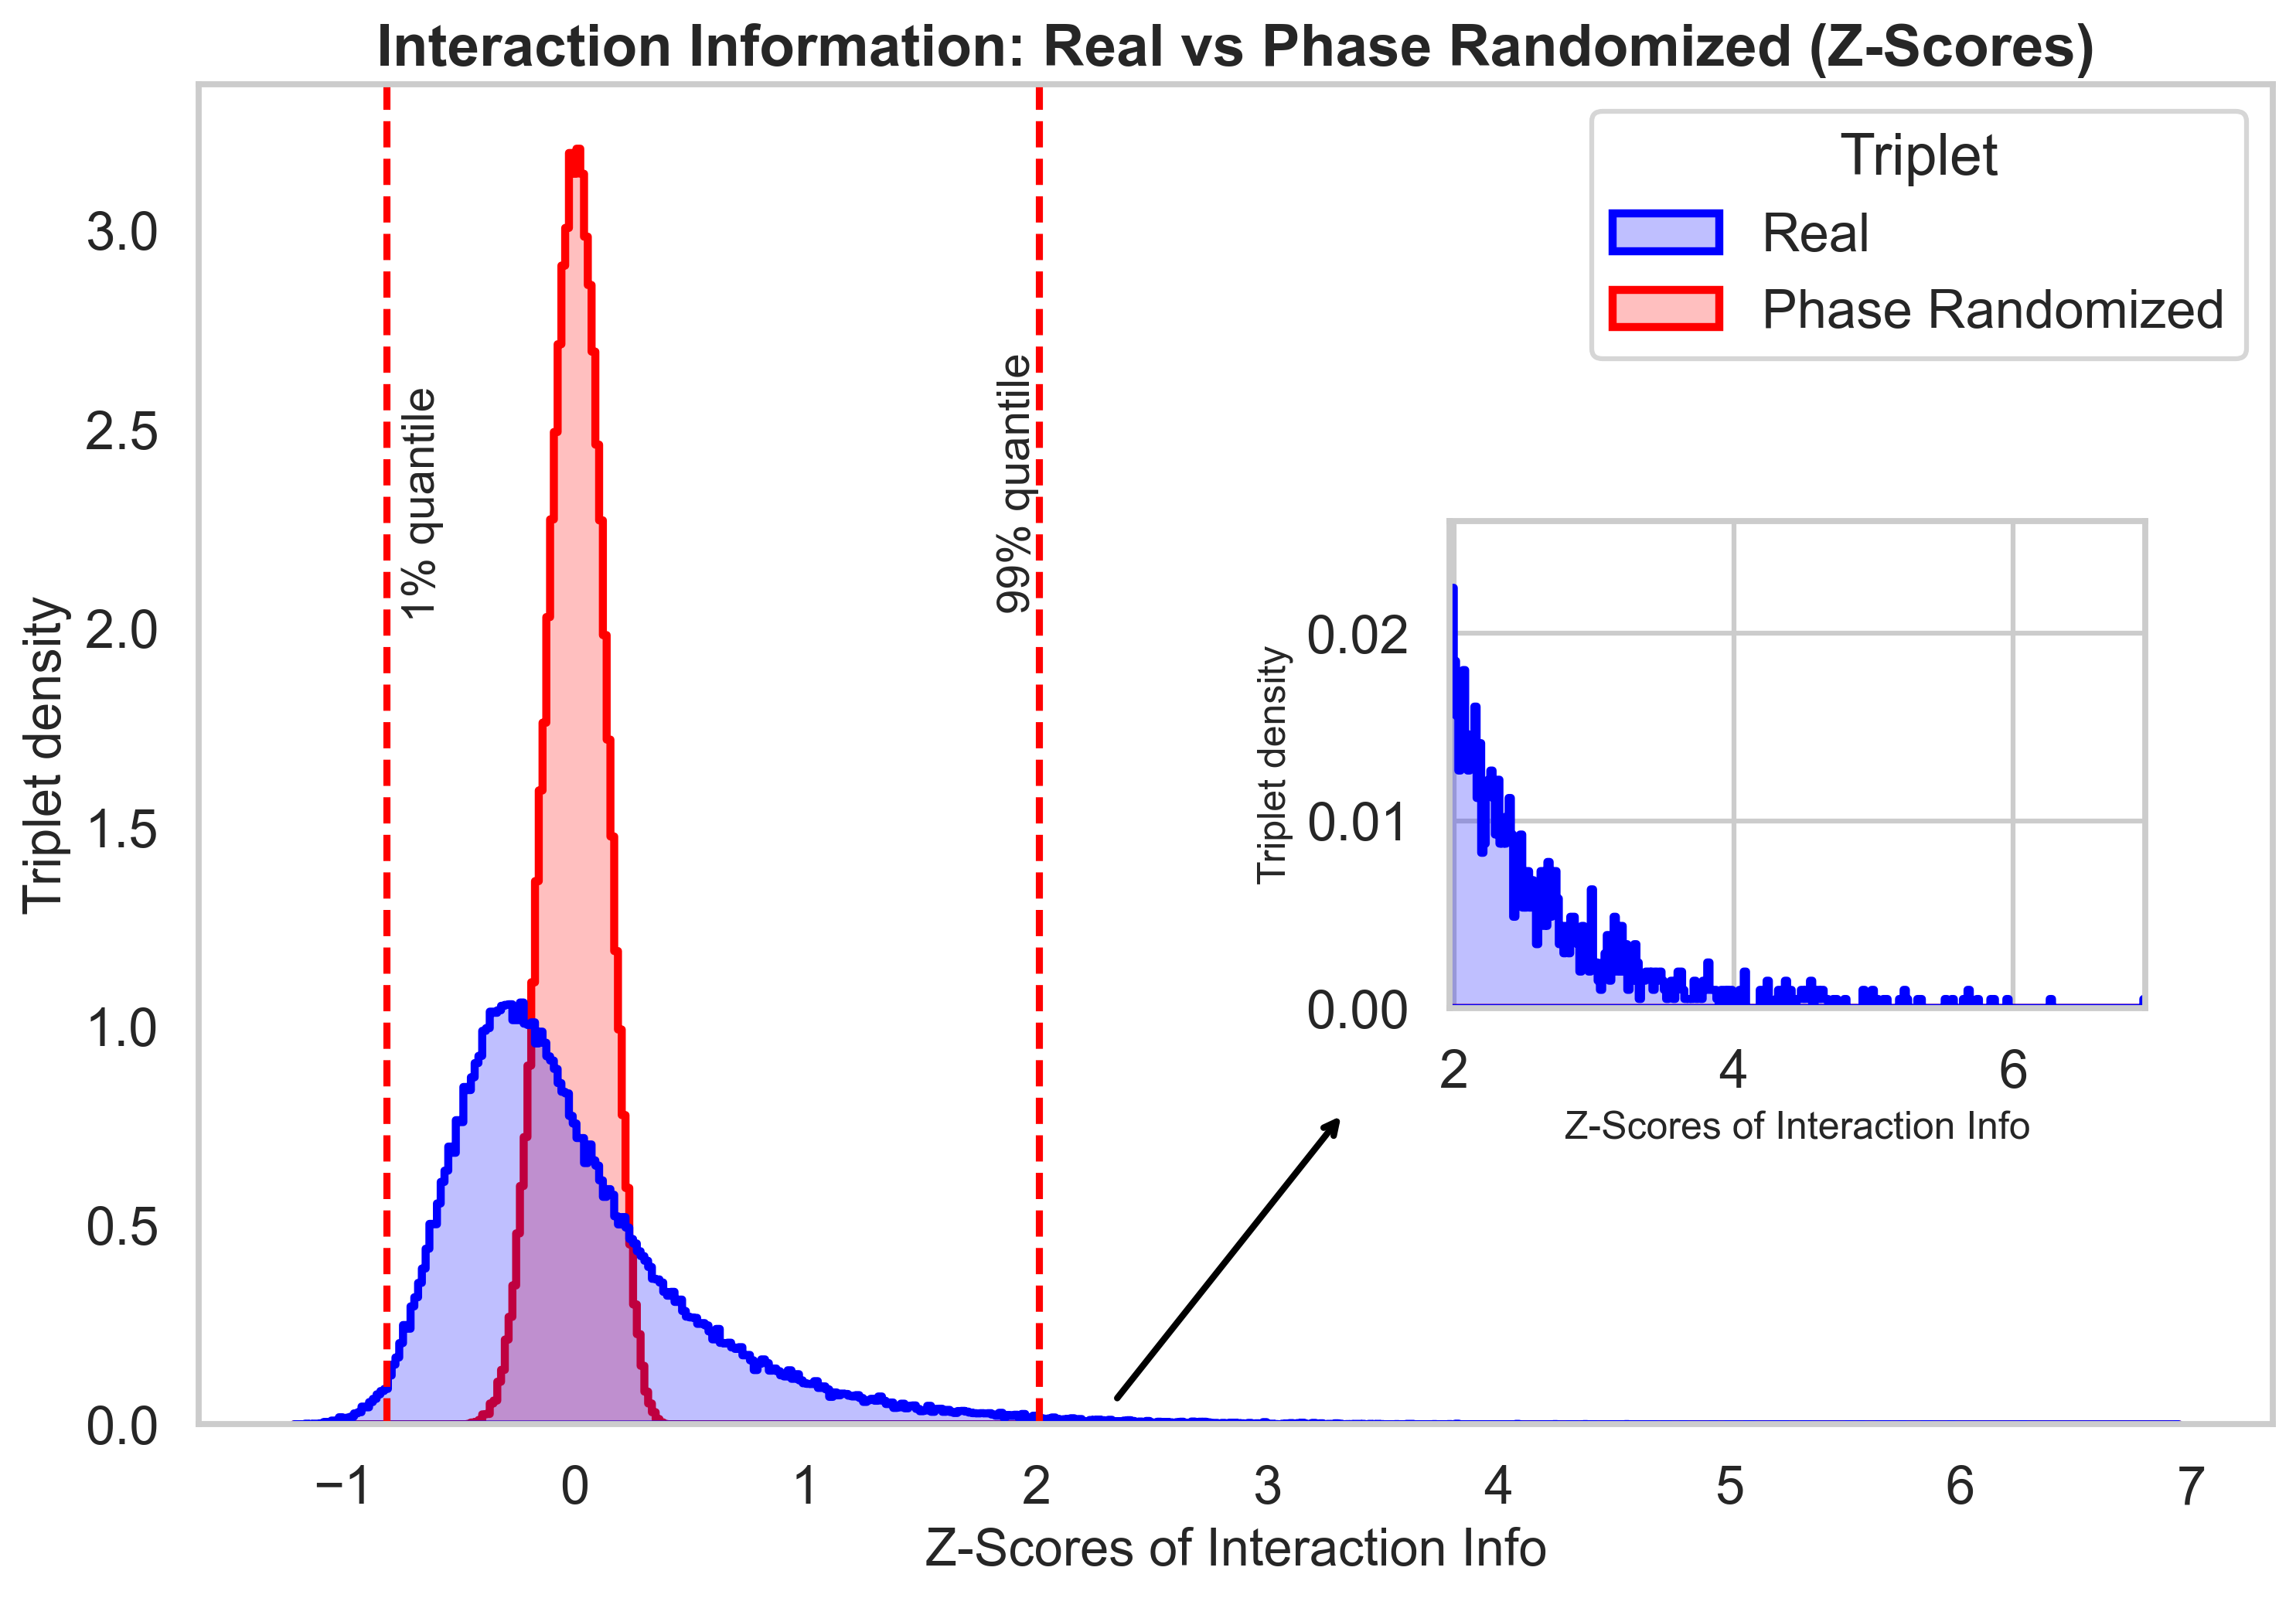 Interaction Information: Real vs Phase Randomized (Z-Scores)
Triplet
Real
Phase Randomized
1% quantile
99% quantile
Triplet density
3.0
2.5
2.0
1.5
1.0
0.5
0.0
−1 0 1 2 3 4 5 6 7
Z-Scores of Interaction Info
Triplet density
0.02
0.01
0.00
2 4 6
Z-Scores of Interaction Info